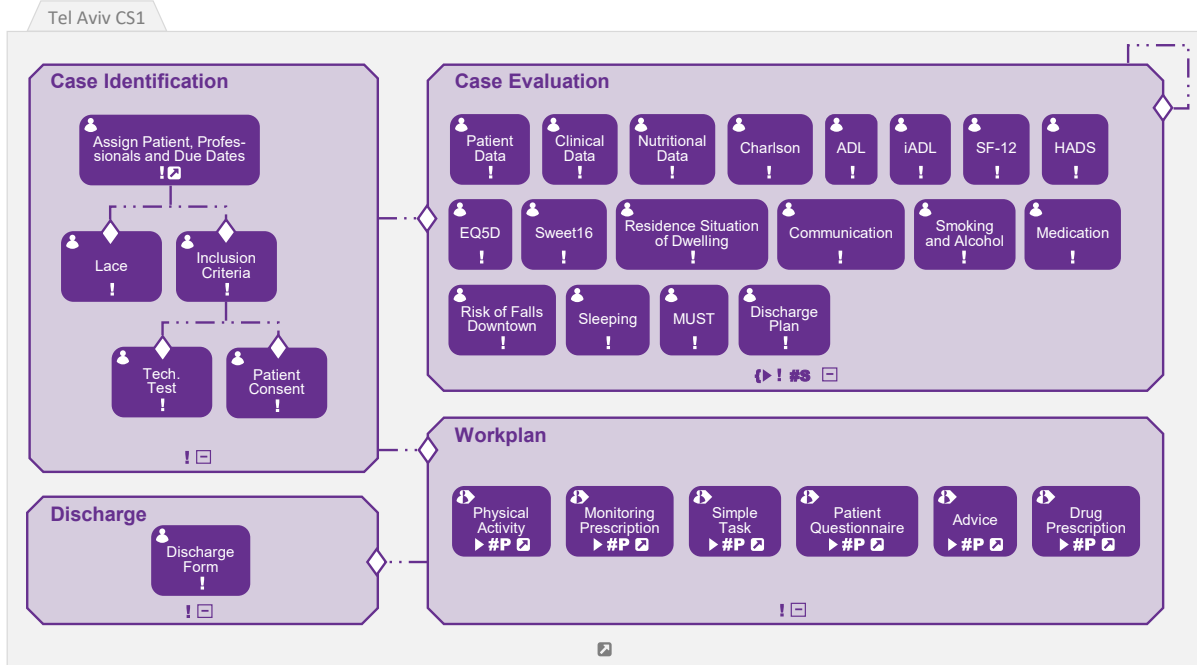 Tel Aviv CS1
Case Identification
Assign Patient, Profes-
sionals and Due Dates
!
Lace
!
Inclusion
Criteria
!
Tech.
Test
!
Patient
Consent
!
!
Case Evaluation
Patient
Data
!
Clinical
Data
!
Nutritional
Data
!
Charlson
!
ADL
!
iADL
!
SF-12
!
HADS
!
EQ5D
!
Sweet16
!
Residence Situation
of Dwelling
!
Communication
!
Smoking
and Alcohol
!
Medication
!
Risk of Falls
Downtown
!
Sleeping
!
MUST
!
Discharge
Plan
!
! #S
Discharge
Discharge
Form
!
!
Workplan
Physical
Activity
#P
Monitoring
Prescription
#P
Simple
Task
#P
Patient
Questionnaire
#P
Advice
#P
Drug
Prescription
#P
!